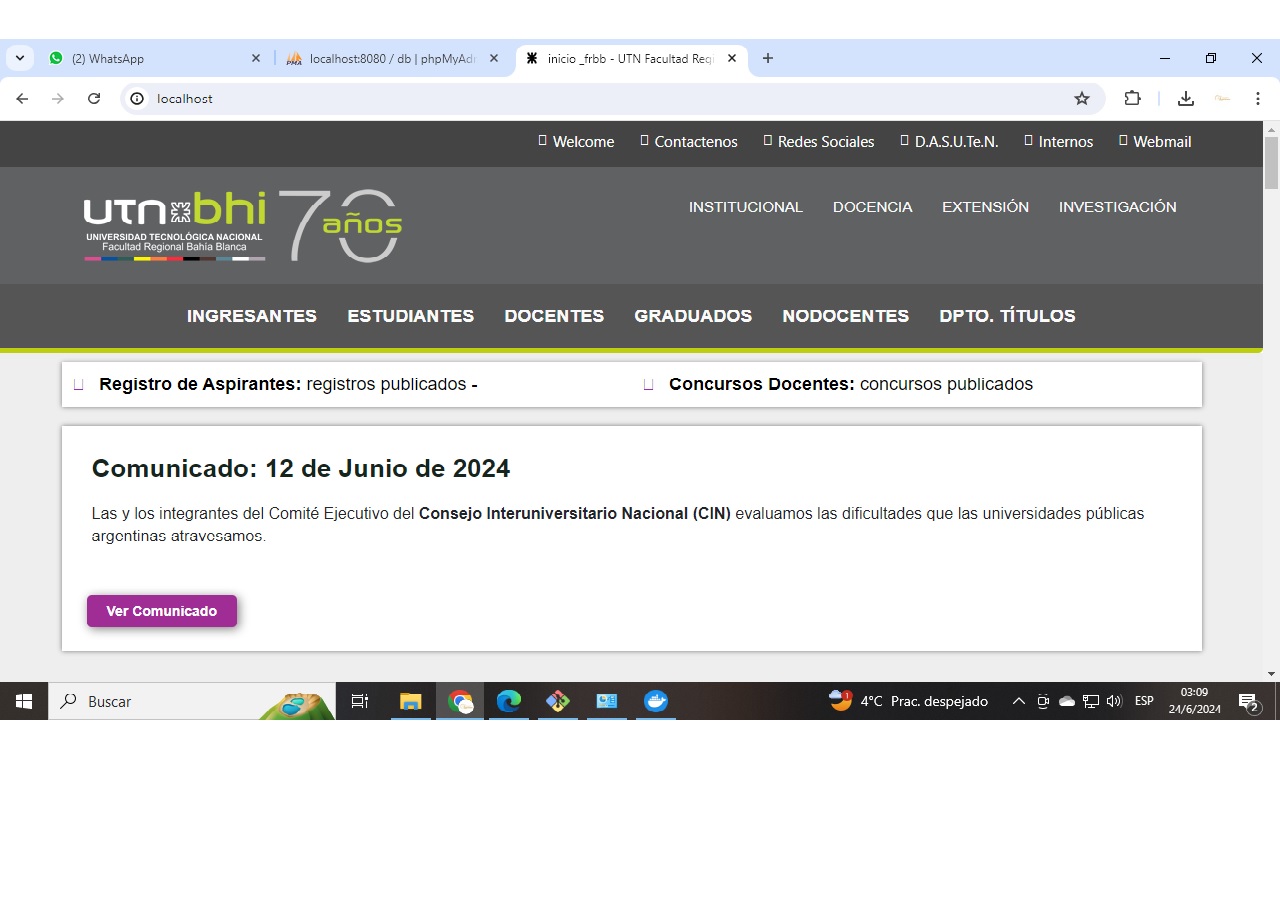 (2) WhatsApp
localhost:8080 / db | phpMyAd
inicio _frbb - UTN Facultad Regi
localhost
Welcome Contactenos Redes Sociales D.A.S.U.Te.N. Internos Webmail
utn bhi 70 años
UNIVERSIDAD TECNOLÓGICA NACIONAL
Facultad Regional Bahía Blanca
INSTITUCIONAL DOCENCIA EXTENSIÓN INVESTIGACIÓN
INGRESANTES ESTUDIANTES DOCENTES GRADUADOS NODOCENTES DPTO. TÍTULOS
Registro de Aspirantes: registros publicados -
Concursos Docentes: concursos publicados
Comunicado: 12 de Junio de 2024
Las y los integrantes del Comité Ejecutivo del Consejo Interuniversitario Nacional (CIN) evaluamos las dificultades que las universidades públicas
argentinas atravesamos.
Ver Comunicado
Buscar
1
4°C Prac. despejado
ESP
03:09
24/6/2024
2